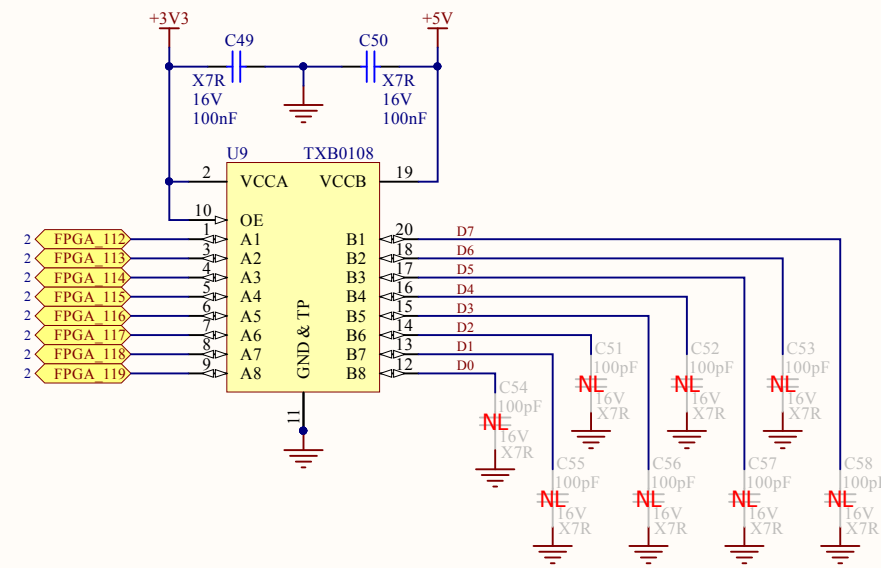 +3V3
+5V
C49
C50
X7R
16V
100nF
X7R
16V
100nF
U9
TXB0108
2
VCCA
VCCB
19
10
OE
2
FPGA_112
1
A1
B1
20
D7
2
FPGA_113
3
A2
B2
18
D6
2
FPGA_114
4
A3
B3
17
D5
2
FPGA_115
5
A4
B4
16
D4
2
FPGA_116
6
A5
B5
15
D3
2
FPGA_117
7
A6
B6
14
D2
2
FPGA_118
8
A7
B7
13
D1
2
FPGA_119
9
A8
B8
12
D0
GND & TP
11
C51
100pF
NL
16V
X7R
C52
100pF
NL
16V
X7R
C53
100pF
NL
16V
X7R
C54
100pF
NL
16V
X7R
C55
100pF
NL
16V
X7R
C56
100pF
NL
16V
X7R
C57
100pF
NL
16V
X7R
C58
100pF
NL
16V
X7R